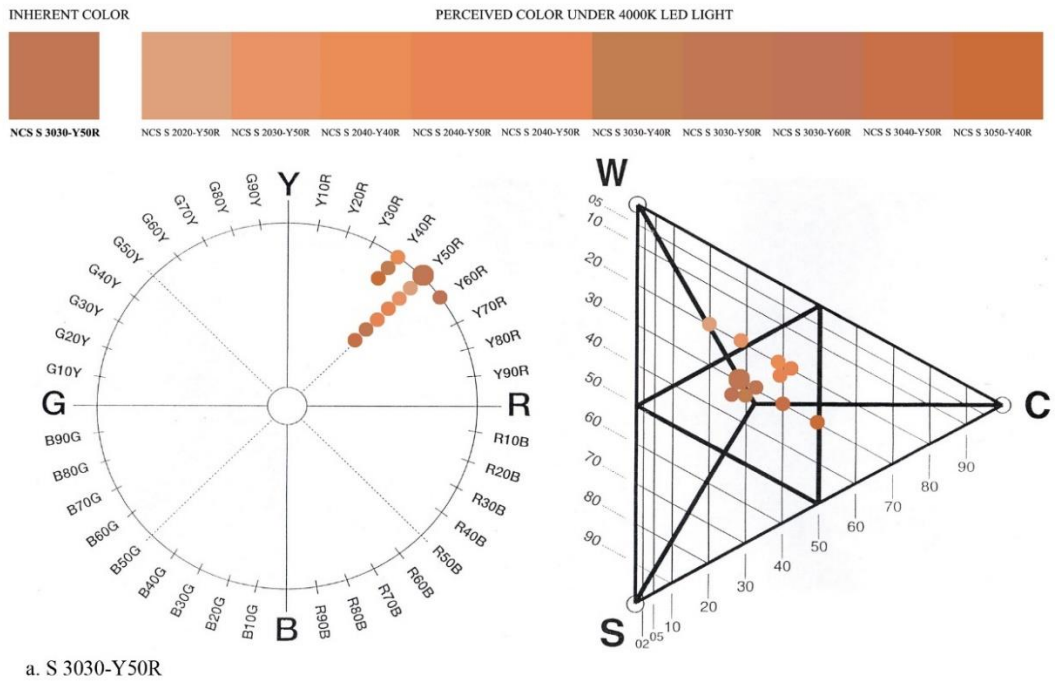 INHERENT COLOR
PERCEIVED COLOR UNDER 4000K LED LIGHT
NCS S 3030-Y50R
NCS S 2020-Y50R NCS S 2030-Y50R NCS S 2040-Y40R NCS S 2040-Y50R NCS S 2040-Y50R NCS S 3030-Y40R NCS S 3030-Y50R NCS S 3030-Y60R NCS S 3040-Y50R NCS S 3050-Y40R
Y
Y10R
Y20R
Y30R
Y40R
Y50R
Y60R
Y70R
Y80R
Y90R
R
R10B
R20B
R30B
R40B
R50B
R60B
R70B
R80B
R90B
B
B10G
B20G
B30G
B40G
B50G
B60G
B70G
B80G
B90G
G
G10Y
G20Y
G30Y
G40Y
G50Y
G60Y
G70Y
G80Y
G90Y
W
05
10
20
30
40
50
60
70
80
90
S
02
05
10
20
30
40
50
60
70
80
90
C
a. S 3030-Y50R